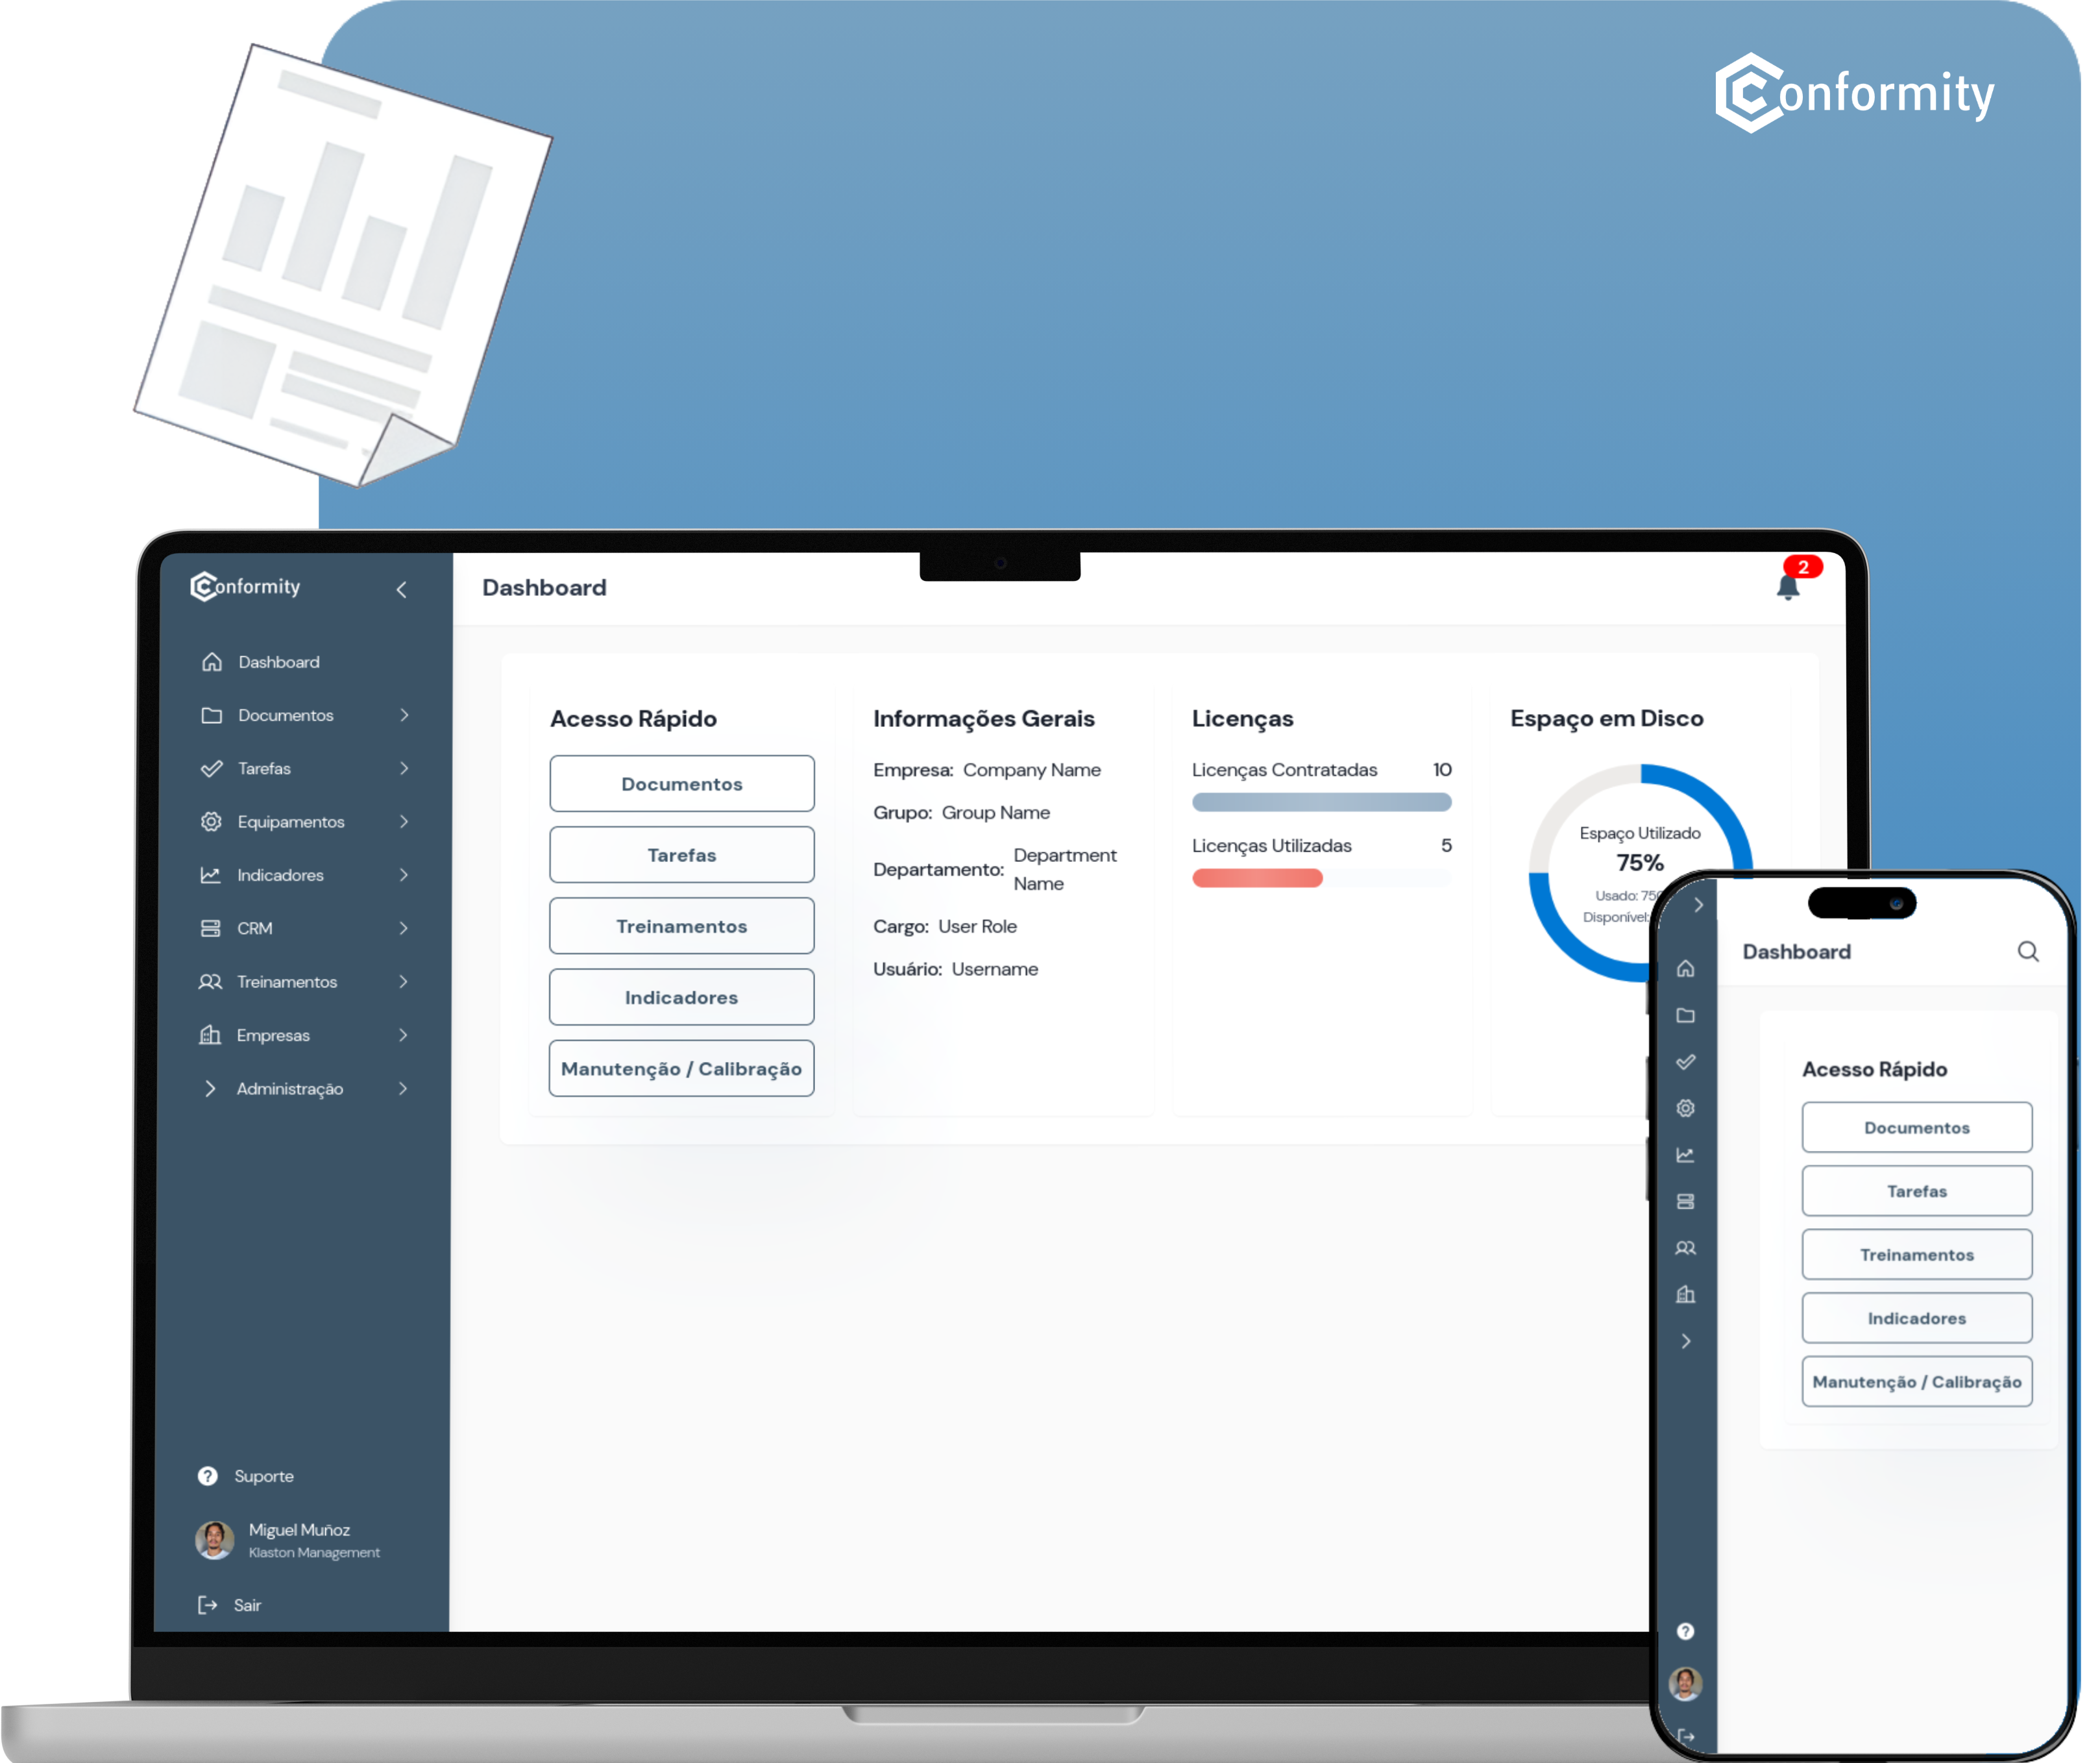 Conformity
Conformity
Dashboard
2
Dashboard
Documentos
Tarefas
Equipamentos
Indicadores
CRM
Treinamentos
Empresas
Administração
Suporte
Miguel Muñoz
Klaston Management
Sair
Acesso Rápido
Documentos
Tarefas
Treinamentos
Indicadores
Manutenção / Calibração
Informações Gerais
Empresa: Company Name
Grupo: Group Name
Departamento: Department
Name
Cargo: User Role
Usuário: Username
Licenças
Licenças Contratadas 10
Licenças Utilizadas 5
Espaço em Disco
Espaço Utilizado
75%
Usado:
Disponível:
Dashboard
Acesso Rápido
Documentos
Tarefas
Treinamentos
Indicadores
Manutenção / Calibração